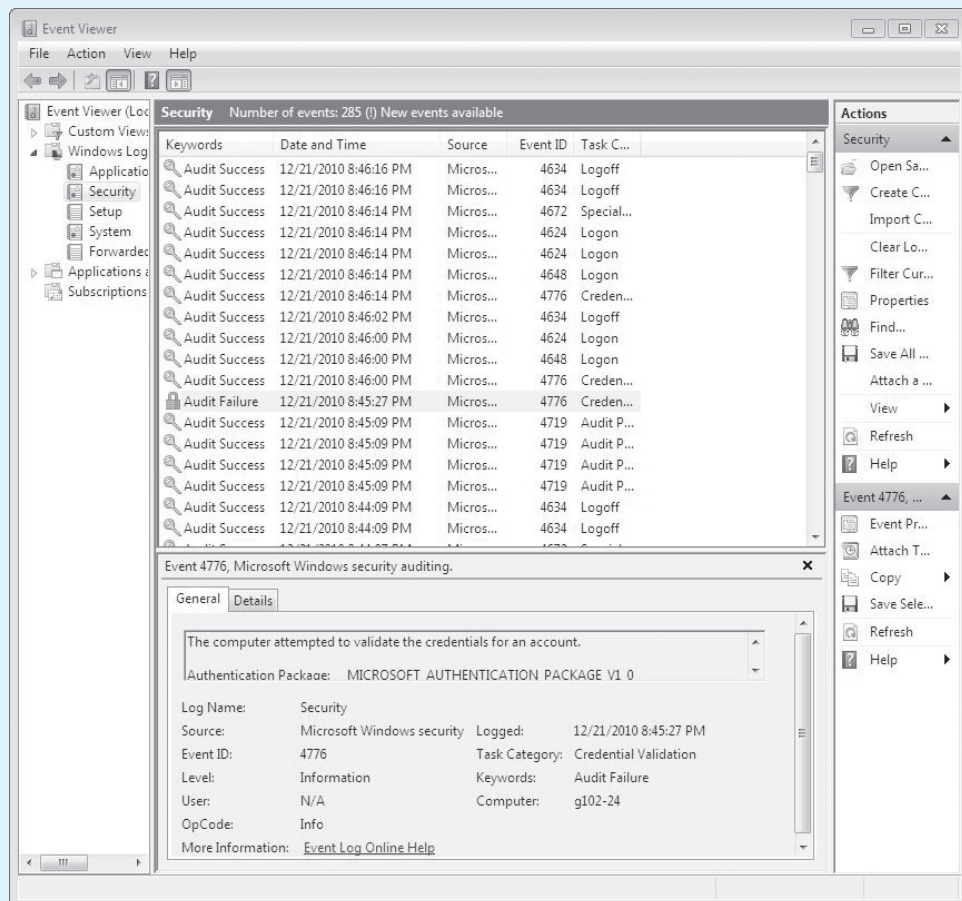 Event Viewer
File Action View Help
Event Viewer (Loc
Custom View
Windows Log
Applicatio
Security
Setup
System
Forwarded
Applications a
Subscriptions
Security Number of events: 285 (!) New events available
Keywords Date and Time Source Event ID Task C...
Audit Success 12/21/2010 8:46:16 PM Micros... 4634 Logoff
Audit Success 12/21/2010 8:46:16 PM Micros... 4634 Logoff
Audit Success 12/21/2010 8:46:14 PM Micros... 4672 Special...
Audit Success 12/21/2010 8:46:14 PM Micros... 4624 Logon
Audit Success 12/21/2010 8:46:14 PM Micros... 4624 Logon
Audit Success 12/21/2010 8:46:14 PM Micros... 4648 Logon
Audit Success 12/21/2010 8:46:14 PM Micros... 4776 Creden...
Audit Success 12/21/2010 8:46:02 PM Micros... 4634 Logoff
Audit Success 12/21/2010 8:46:00 PM Micros... 4624 Logon
Audit Success 12/21/2010 8:46:00 PM Micros... 4648 Logon
Audit Success 12/21/2010 8:46:00 PM Micros... 4776 Creden...
Audit Failure 12/21/2010 8:45:27 PM Micros... 4776 Creden...
Audit Success 12/21/2010 8:45:09 PM Micros... 4719 Audit P...
Audit Success 12/21/2010 8:45:09 PM Micros... 4719 Audit P...
Audit Success 12/21/2010 8:45:09 PM Micros... 4719 Audit P...
Audit Success 12/21/2010 8:45:09 PM Micros... 4719 Audit P...
Audit Success 12/21/2010 8:44:09 PM Micros... 4634 Logoff
Audit Success 12/21/2010 8:44:09 PM Micros... 4634 Logoff
Event 4776, Microsoft Windows security auditing.
General Details
The computer attempted to validate the credentials for an account.
Authentication Package: MICROSOFT_AUTHENTICATION_PACKAGE_V1_0
Log Name: Security
Source: Microsoft Windows security Logged: 12/21/2010 8:45:27 PM
Event ID: 4776 Task Category: Credential Validation
Level: Information Keywords: Audit Failure
User: N/A Computer: g102-24
OpCode: Info
More Information: Event Log Online Help
Actions
Security
Open Sa...
Create C...
Import C...
Clear Lo...
Filter Cur...
Properties
Find...
Save All ...
Attach a ...
View
Refresh
Help
Event 4776, ...
Event Pr...
Attach T...
Copy
Save Sele...
Refresh
Help